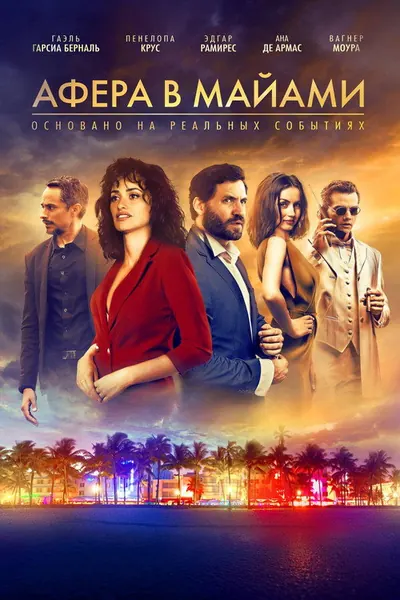 ГАЭЛЬ ПЕНЕЛОПА ЭДГАР АНА ВАГНЕР
ГАРСИА БЕРНАЛЬ КРУС РАМИРЕС ДЕ АРМАС МОУРА
АФЕРА В МАЙАМИ
ОСНОВАНО НА РЕАЛЬНЫХ СОБЫТИЯХ